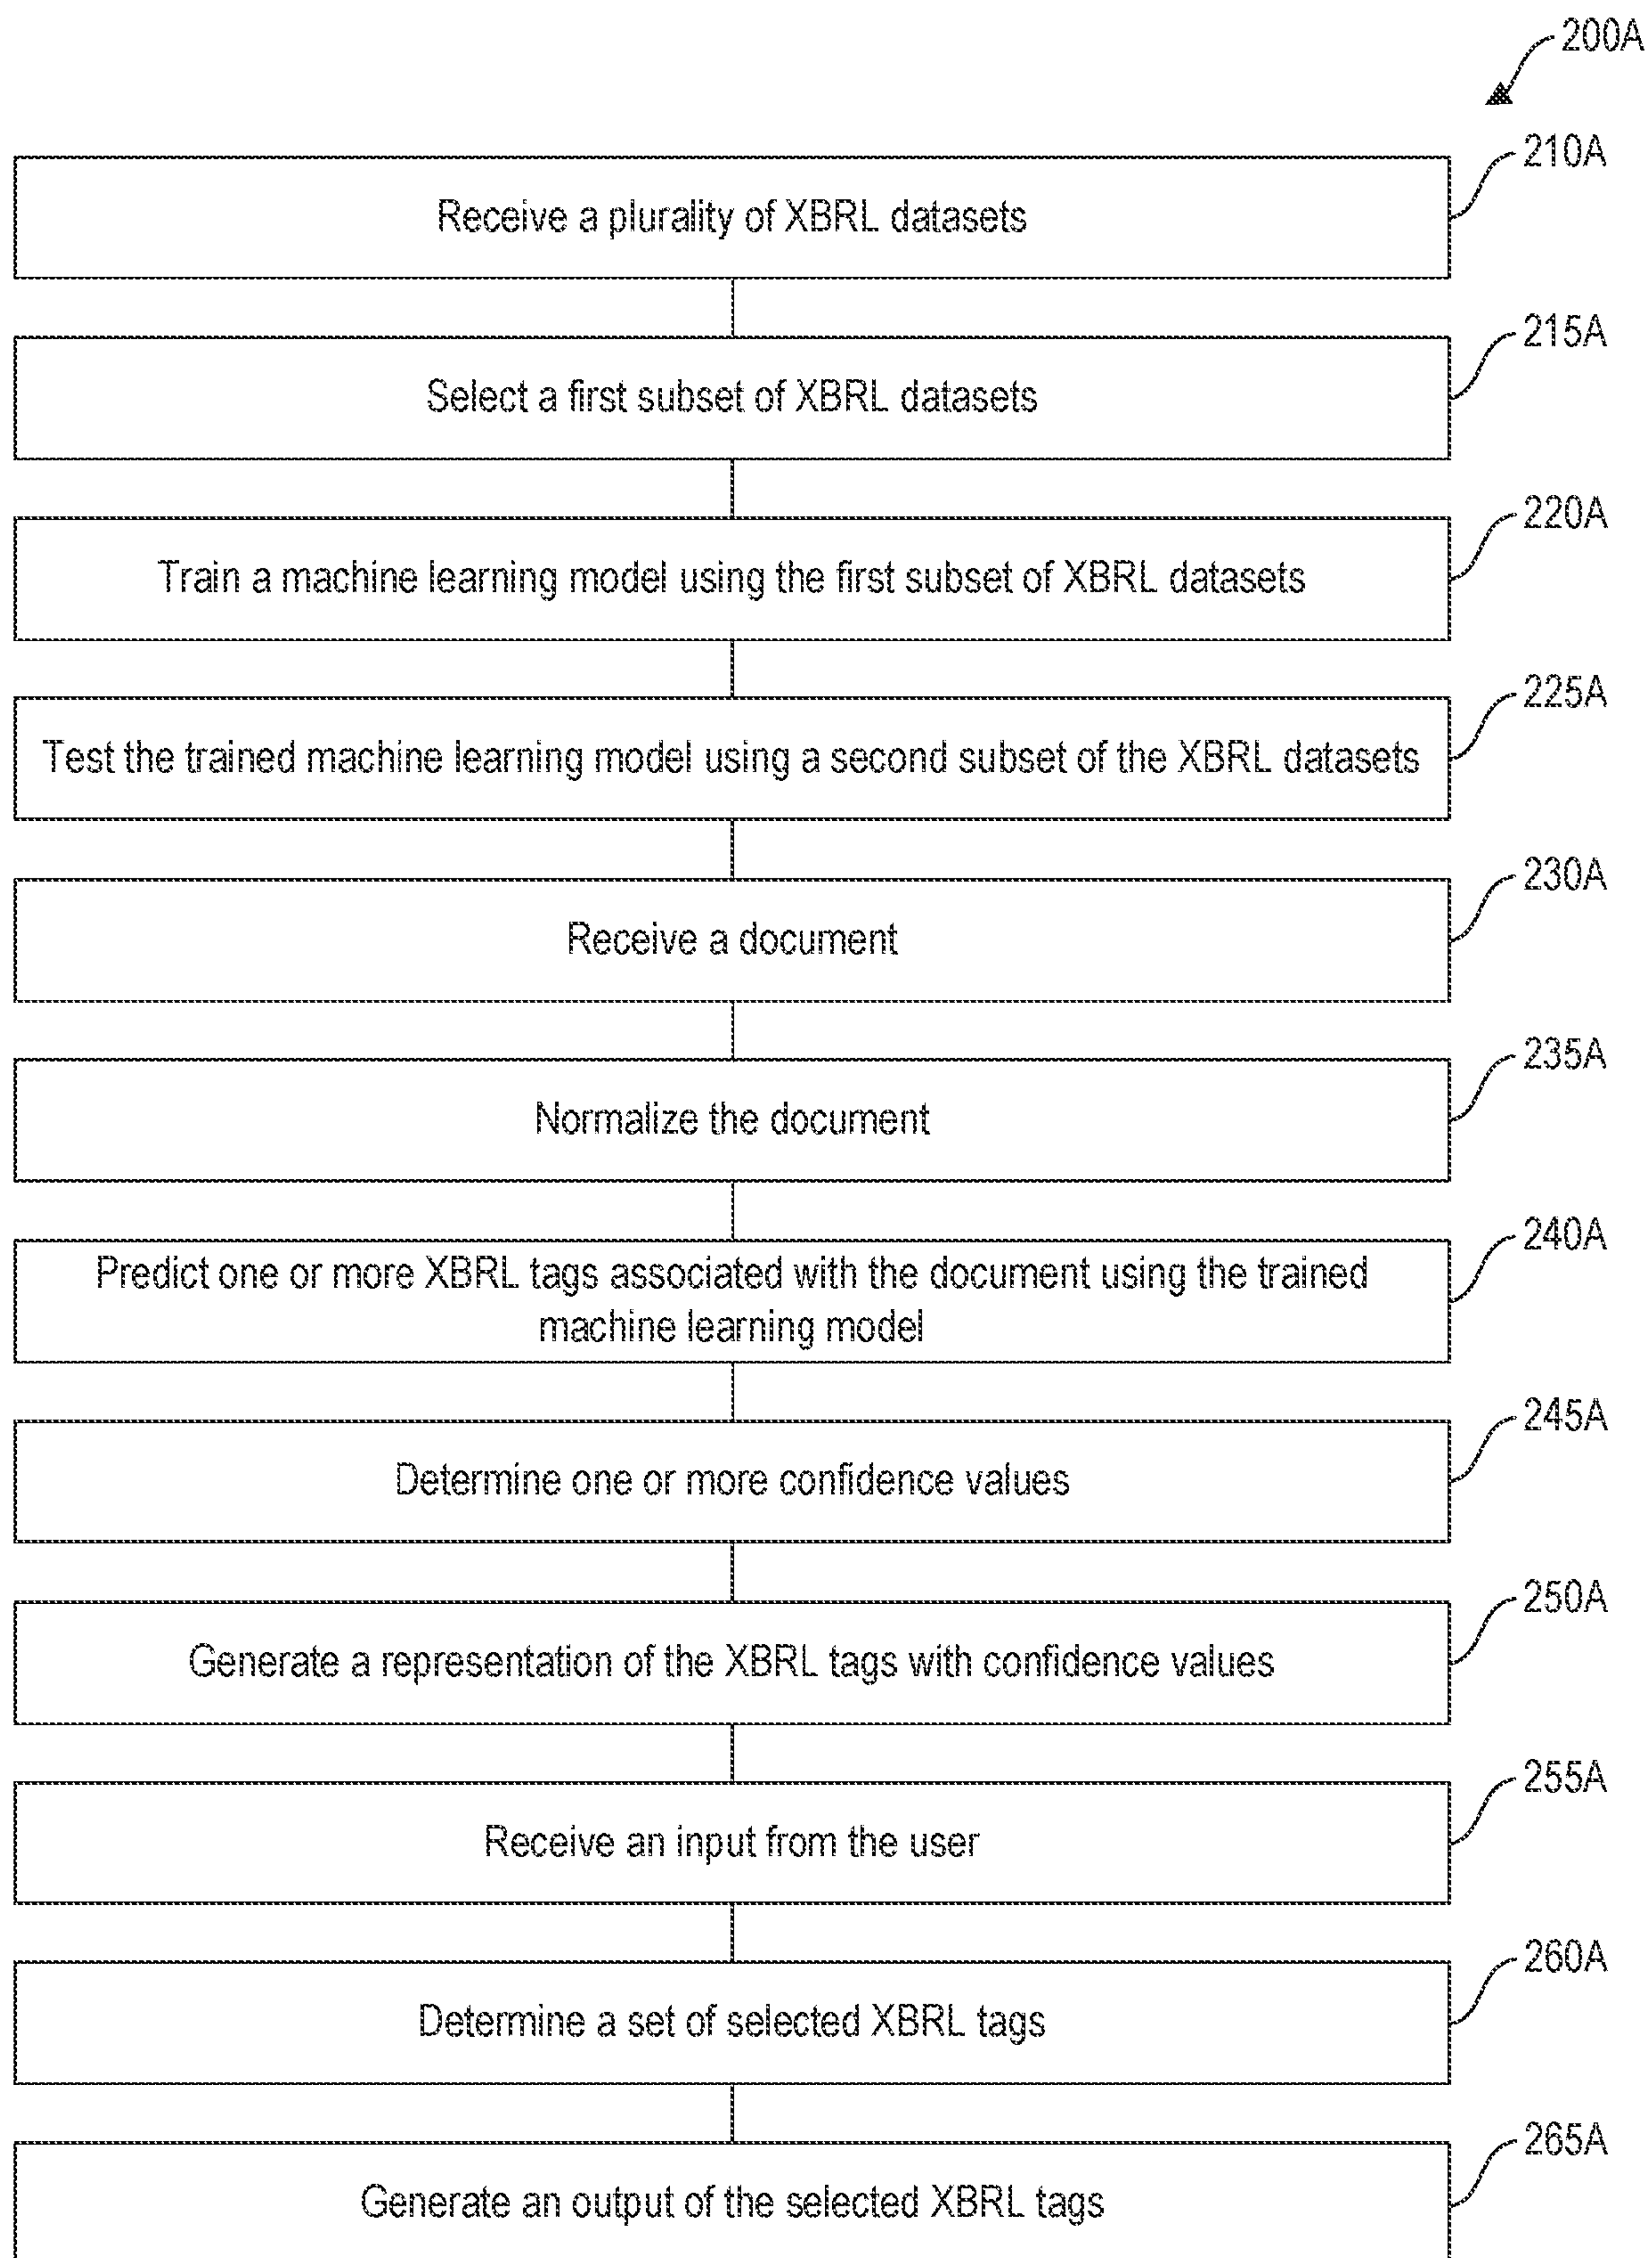 200A
210A
Receive a plurality of XBRL datasets
215A
Select a first subset of XBRL datasets
220A
Train a machine learning model using the first subset of XBRL datasets
225A
Test the trained machine learning model using a second subset of the XBRL datasets
230A
Receive a document
235A
Normalize the document
240A
Predict one or more XBRL tags associated with the document using the trained
machine learning model
245A
Determine one or more confidence values
250A
Generate a representation of the XBRL tags with confidence values
255A
Receive an input from the user
260A
Determine a set of selected XBRL tags
265A
Generate an output of the selected XBRL tags